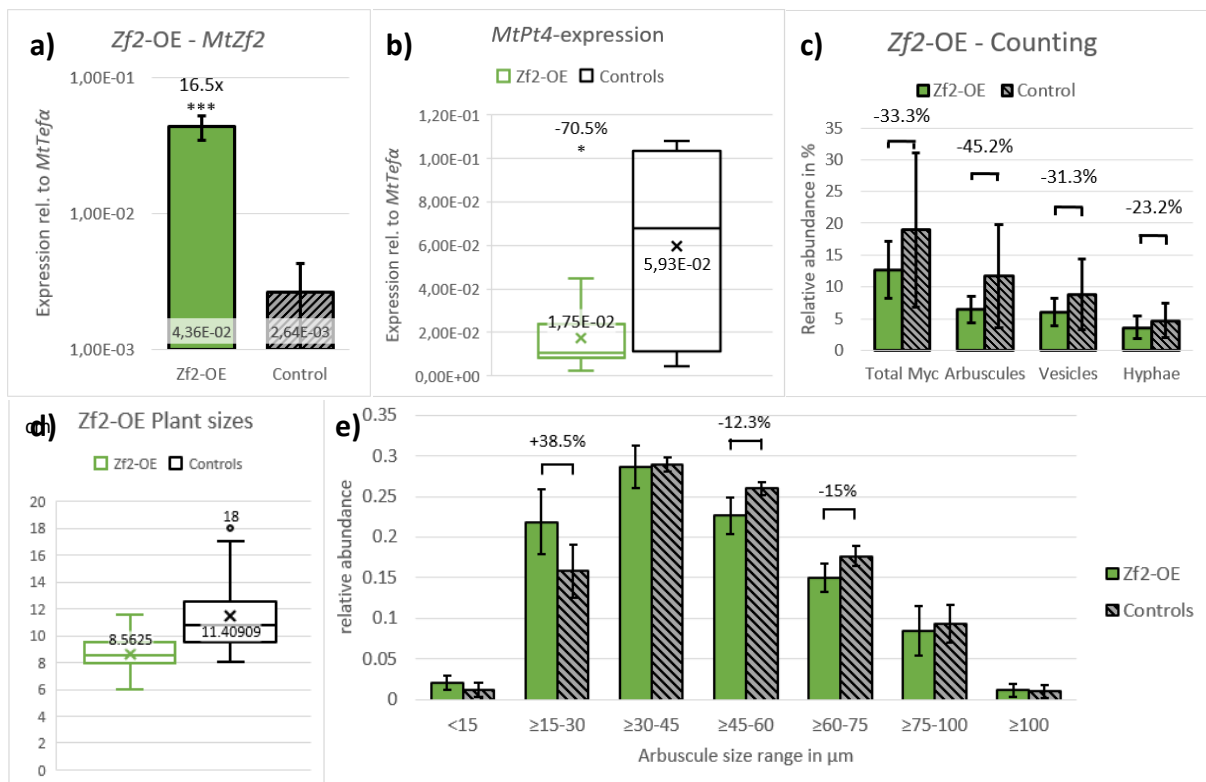 a)
Zf2-OE - MtZf2
Expression rel. to MtTefα
1,00E-01
1,00E-02
1,00E-03
16.5x
***
4,36E-02
2,64E-03
Zf2-OE
Control
b)
MtPt4-expression
Zf2-OE
Controls
Expression rel. to MtTefα
1,20E-01
1,00E-01
8,00E-02
6,00E-02
4,00E-02
2,00E-02
0,00E+00
-70.5%
*
1,75E-02
5,93E-02
c)
Zf2-OE - Counting
Zf2-OE
Control
Relative abundance in %
35
30
25
20
15
10
5
0
-33.3%
-45.2%
-31.3%
-23.2%
Total Myc
Arbuscules
Vesicles
Hyphae
d)
Zf2-OE Plant sizes
Zf2-OE
Controls
20
18
16
14
12
10
8
6
4
2
0
8.5625
18
11.40909
e)
relative abundance
0.35
0.3
0.25
0.2
0.15
0.1
0.05
0
+38.5%
-12.3%
-15%
Zf2-OE
Controls
<15
≥15-30
≥30-45
≥45-60
≥60-75
≥75-100
≥100
Arbuscule size range in µm